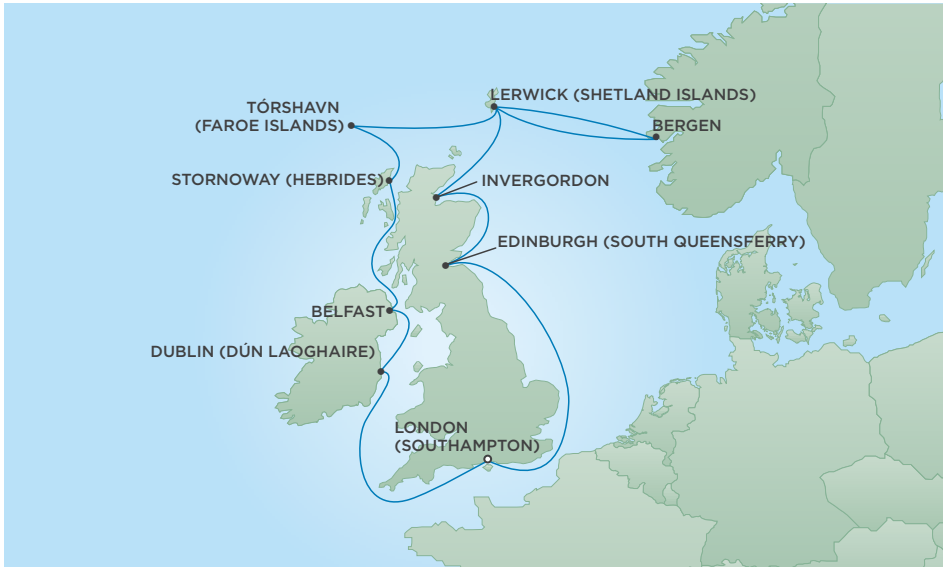 LERWICK (SHETLAND ISLANDS)
TÓRSHAVN
(FAROE ISLANDS)
BERGEN
STORNOWAY (HEBRIDES)
INVERGORDON
EDINBURGH (SOUTH QUEENSFERRY)
BELFAST
DUBLIN (DÚN LAOGHAIRE)
LONDON
(SOUTHAMPTON)